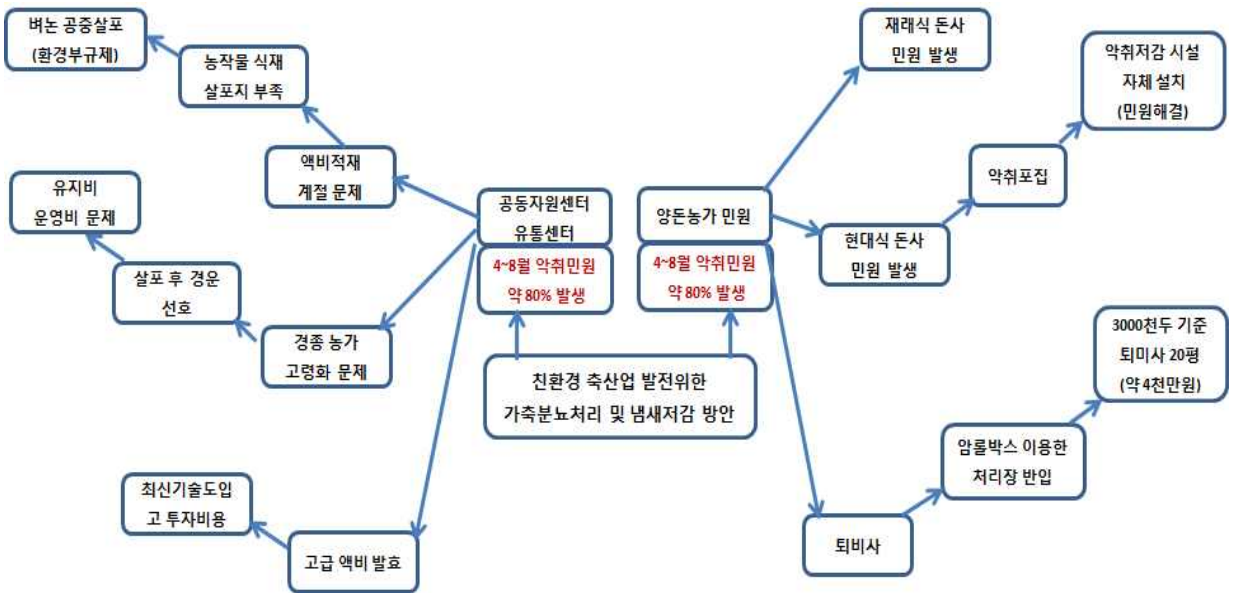 벼논 공중살포
(환경부규제)
농작물 식재
살포지 부족
액비적재
계절 문제
유지비
운영비 문제
살포 후 경운
선호
경종 농가
고령화 문제
최신기술도입
고 투자비용
고급 액비 발효
공동자원센터
유통센터
4~8월 악취민원
약 80% 발생
양돈농가 민원
4~8월 악취민원
약 80% 발생
친환경 축산업 발전위한
가축분뇨처리 및 냄새저감 방안
재래식 돈사
민원 발생
악취저감 시설
자체 설치
(민원해결)
악취포집
현대식 돈사
민원 발생
3000천두 기준
퇴미사 20평
(약 4천만원)
암롤박스 이용한
처리장 반입
퇴비사